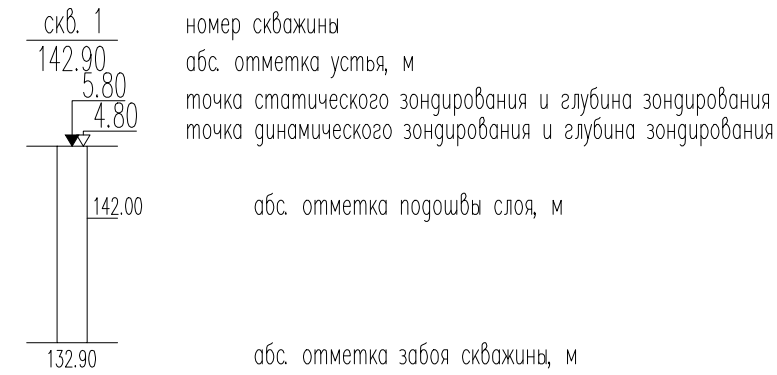 скв. 1 номер скважины
142.90 абс. отметка устья, м
5.80 точка статического зондирования и глубина зондирования
4.80 точка динамического зондирования и глубина зондирования
142.00 абс. отметка подошвы слоя, м
132.90 абс. отметка забоя скважины, м